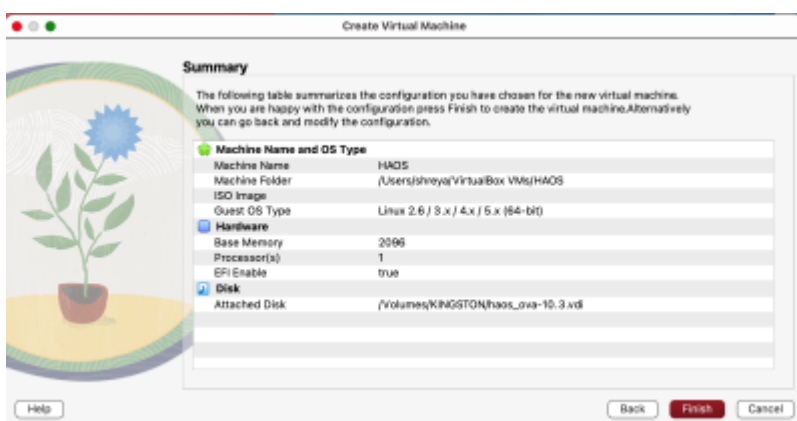 Create Virtual Machine
Summary
The following table summarizes the configuration you have chosen for the new virtual machine.
When you are happy with the configuration press Finish to create the virtual machine.Alternatively
you can go back and modify the configuration.
Machine Name and OS Type
Machine Name HAOS
Machine Folder /Users/shreya/VirtualBox VMs/HAOS
ISO Image
Guest OS Type Linux 2.6 / 3.x / 4.x / 5.x (64-bit)
Hardware
Base Memory 2096
Processor(s) 1
EFI Enable true
Disk
Attached Disk /Volumes/KINGSTON/haos_ova-10.3.vdi
Help Back Finish Cancel